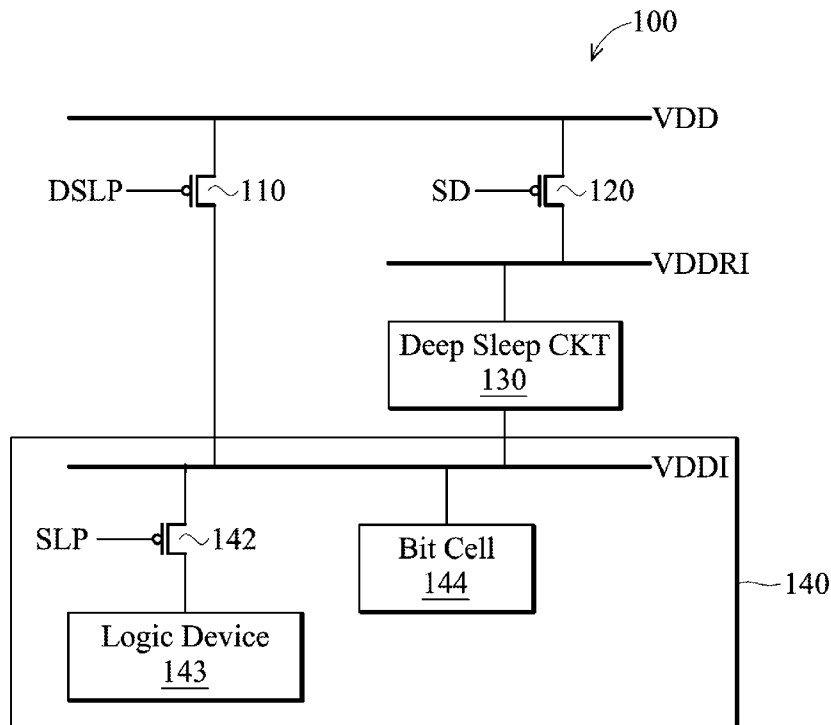 100
VDD
DSLP
110
SD
120
VDDRI
Deep Sleep CKT
130
VDDI
SLP
142
Bit Cell
144
140
Logic Device
143